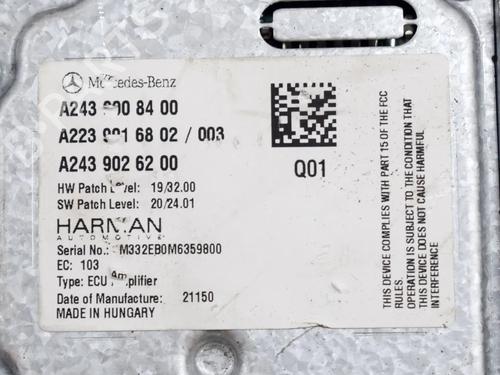 Mercedes-Benz
A243 900 84 00
A223 901 68 02 / 003
A243 902 62 00
HW Patch Level: 19/32.00
SW Patch Level: 20/24.01
HARMAN
AUTOMOTIVE
Serial No.: M332EB0M6359800
EC: 103
Type: ECU Amplifier
Date of Manufacture: 21150
MADE IN HUNGARY
Q01
THIS DEVICE COMPLIES WITH PART 15 OF THE FCC
RULES.
OPERATION IS SUBJECT TO THE CONDITION THAT
THIS DEVICE DOES NOT CAUSE HARMFUL
INTERFERENCE